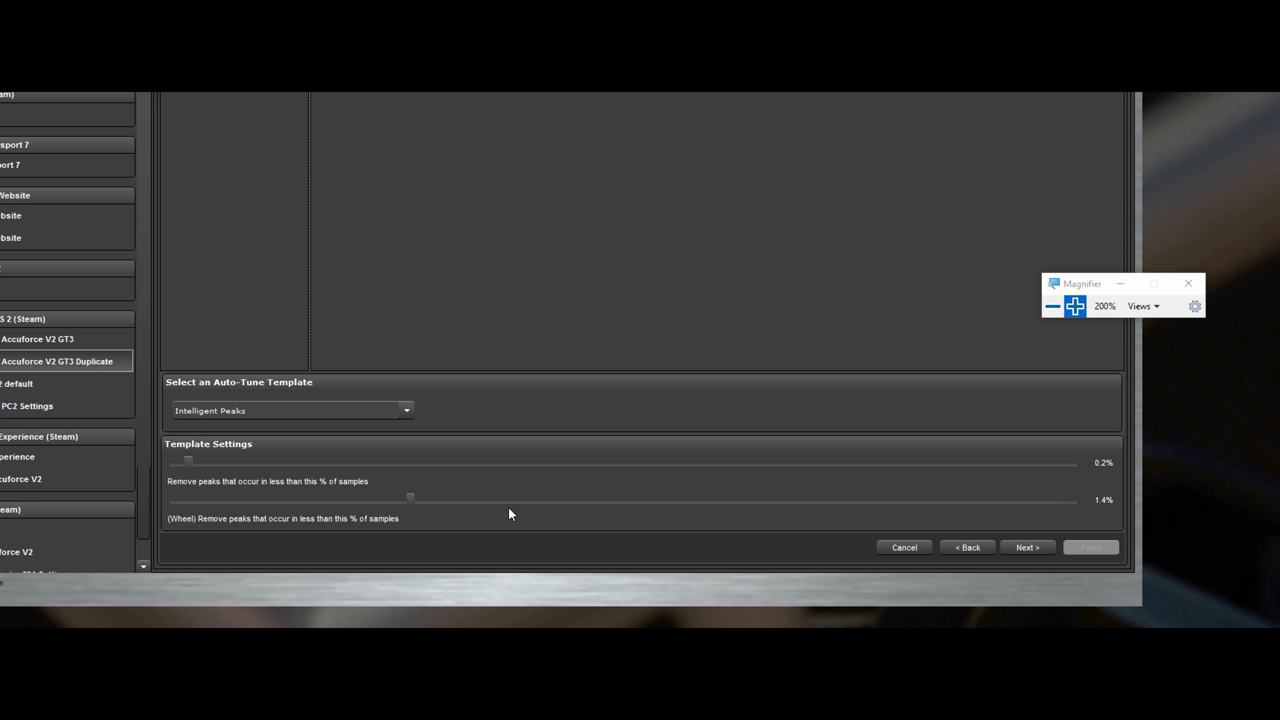 am)
sport 7
ort 7
Website
bsite
bsite
S 2 (Steam)
Accuforce V2 GT3
Accuforce V2 GT3 Duplicate
2 default
PC2 Settings
Experience (Steam)
perience
cuforce V2
eam)
force V2
Select an Auto-Tune Template
Intelligent Peaks
Template Settings
0.2%
Remove peaks that occur in less than this % of samples
1.4%
(Wheel) Remove peaks that occur in less than this % of samples
Cancel
< Back
Next >
Finish
Magnifier
200%
Views